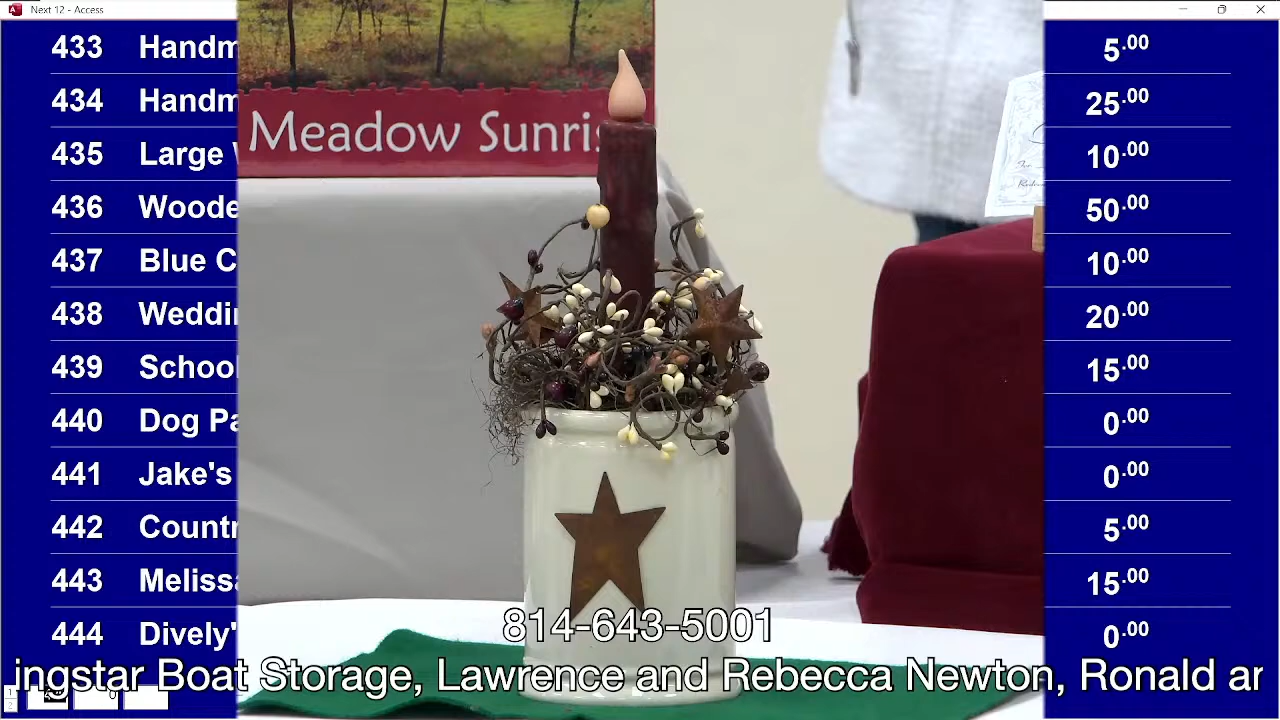 Next 12 - Access
433 Handm 5.00
434 Handm 25.00
435 Large 10.00
436 Woode 50.00
437 Blue C 10.00
438 Weddin 20.00
439 School 15.00
440 Dog Pa 0.00
441 Jake's 0.00
442 Countr 5.00
443 Melissa 15.00
444 Dively' 0.00
Meadow Sunris
814-643-5001
ingstar Boat Storage, Lawrence and Rebecca Newton, Ronald ar